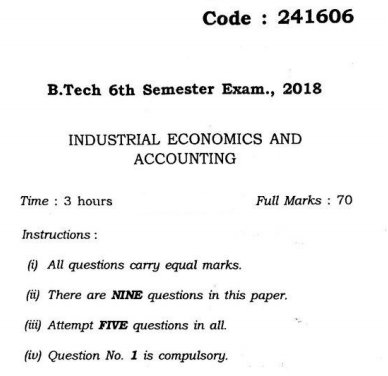 Code : 241606
B.Tech 6th Semester Exam., 2018
INDUSTRIAL ECONOMICS AND
ACCOUNTING
Time : 3 hours Full Marks : 70
Instructions :
(i) All questions carry equal marks.
(ii) There are NINE questions in this paper.
(iii) Attempt FIVE questions in all.
(iv) Question No. 1 is compulsory.